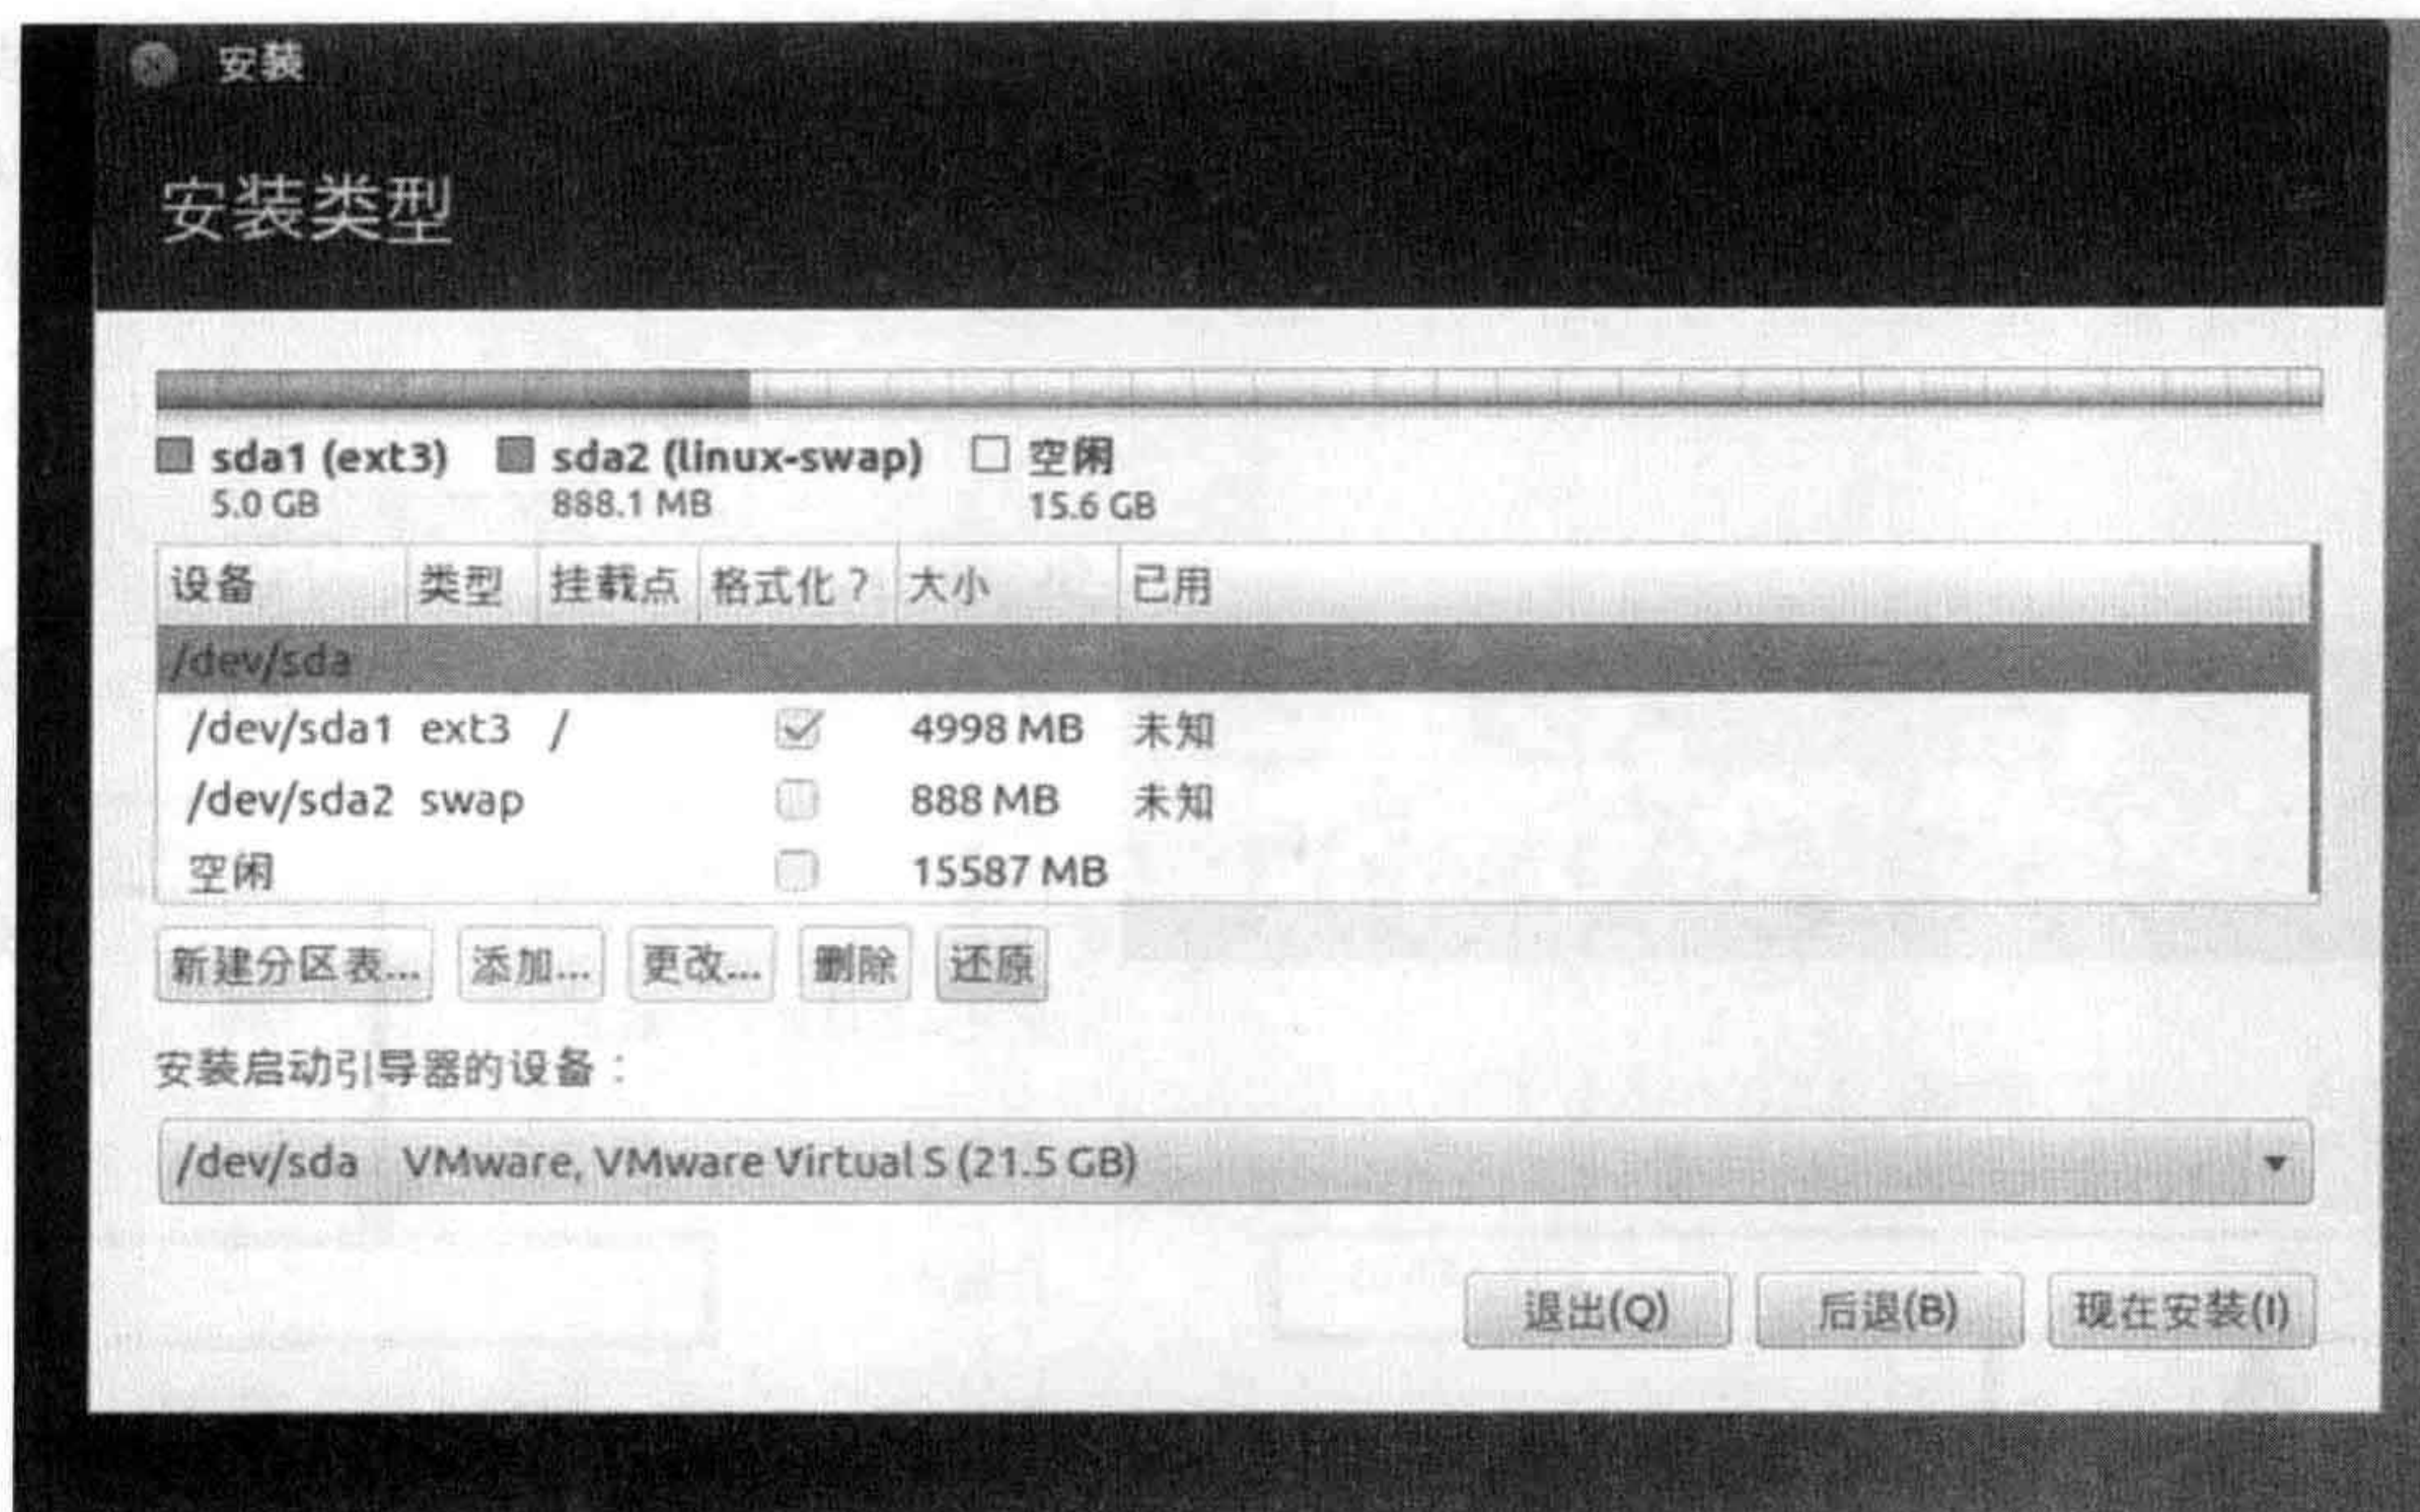 安装
安装类型
sda1 (ext3) sda2 (linux-swap) 空闲
5.0 GB 888.1 MB 15.6 GB
设备 类型 挂载点 格式化？ 大小 已用
/dev/sda
/dev/sda1 ext3 / 4998 MB 未知
/dev/sda2 swap 888 MB 未知
空闲 15587 MB
新建分区表... 添加... 更改... 删除 还原
安装启动引导器的设备：
/dev/sda VMware, VMware Virtual S (21.5 GB)
退出(Q) 后退(B) 现在安装(I)